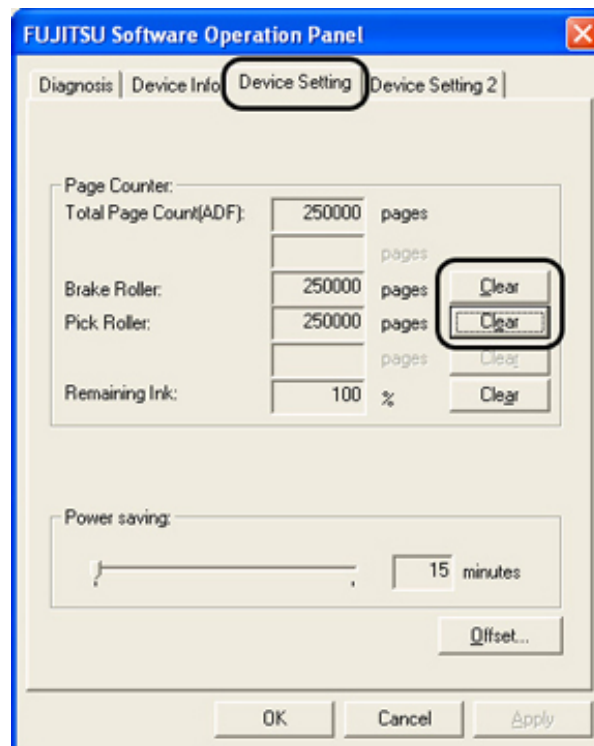 FUJITSU Software Operation Panel
Diagnosis Device Info Device Setting Device Setting 2
Page Counter:
Total Page Count(ADF): 250000 pages
pages
Brake Roller: 250000 pages Clear
Pick Roller: 250000 pages Clear
pages Clear
Remaining Ink: 100 % Clear
Power saving:
15 minutes
Offset...
OK Cancel Apply